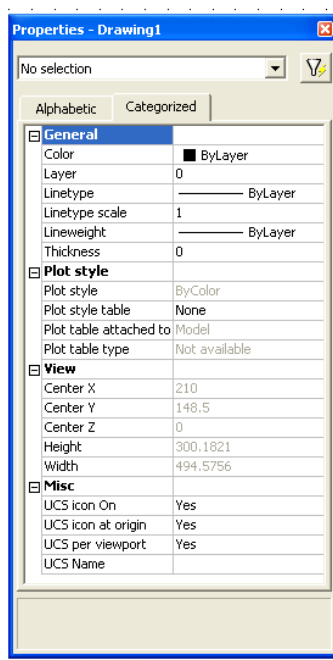 Properties - Drawing1
No selection
Alphabetic Categorized
General
Color ByLayer
Layer 0
Linetype ByLayer
Linetype scale 1
Lineweight ByLayer
Thickness 0
Plot style
Plot style ByColor
Plot style table None
Plot table attached to Model
Plot table type Not available
View
Center X 210
Center Y 148.5
Center Z 0
Height 300.1821
Width 494.5756
Misc
UCS icon On Yes
UCS icon at origin Yes
UCS per viewport Yes
UCS Name